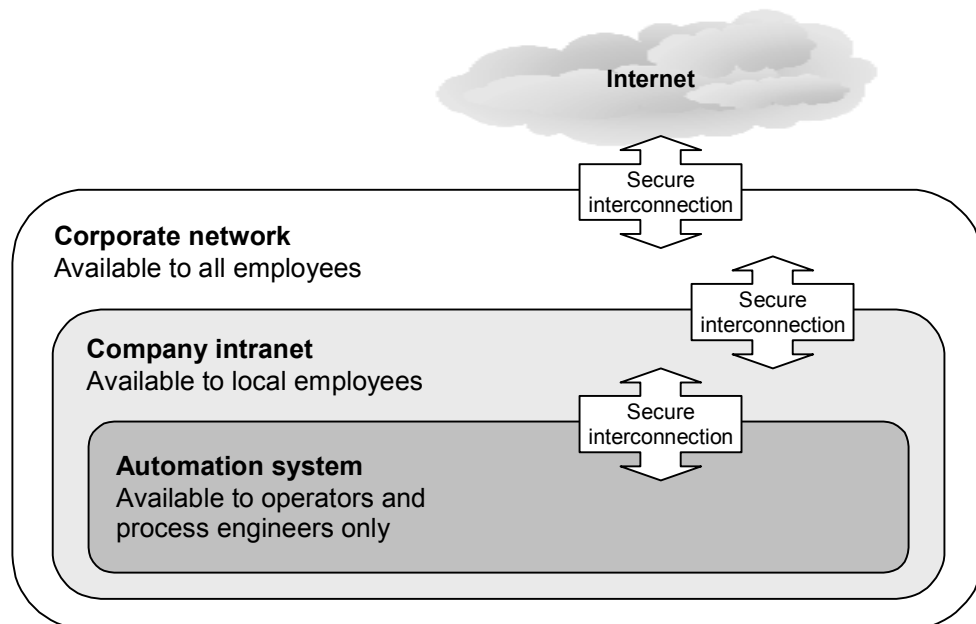 Internet
Secure
interconnection
Corporate network
Available to all employees
Secure
interconnection
Company intranet
Available to local employees
Secure
interconnection
Automation system
Available to operators and
process engineers only